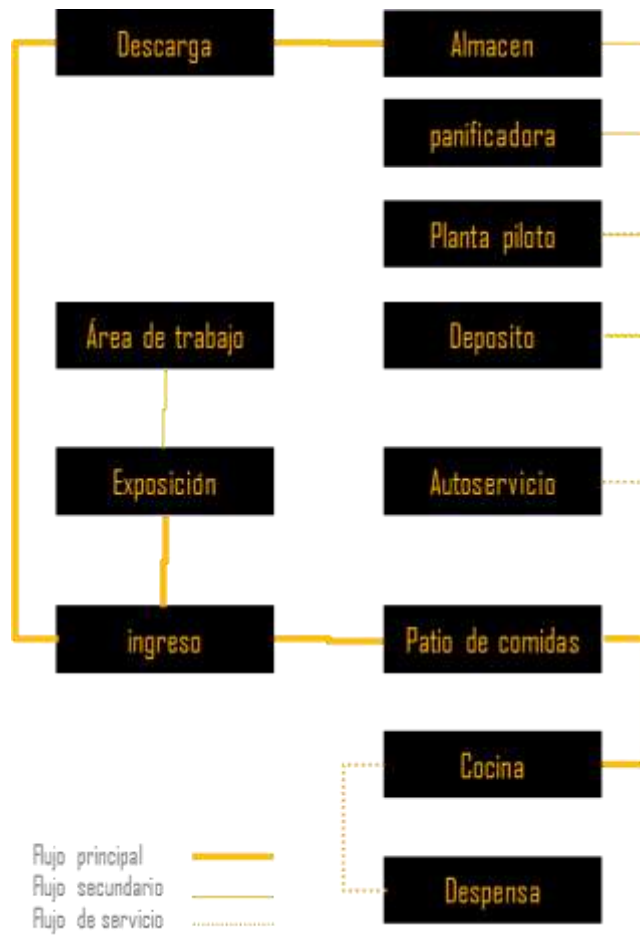 Descarga
Almacen
panificadora
Planta piloto
Área de trabajo
Deposito
Exposición
Autoservicio
ingreso
Patio de comidas
Cocina
Despensa
flujo principal
flujo secundario
flujo de servicio